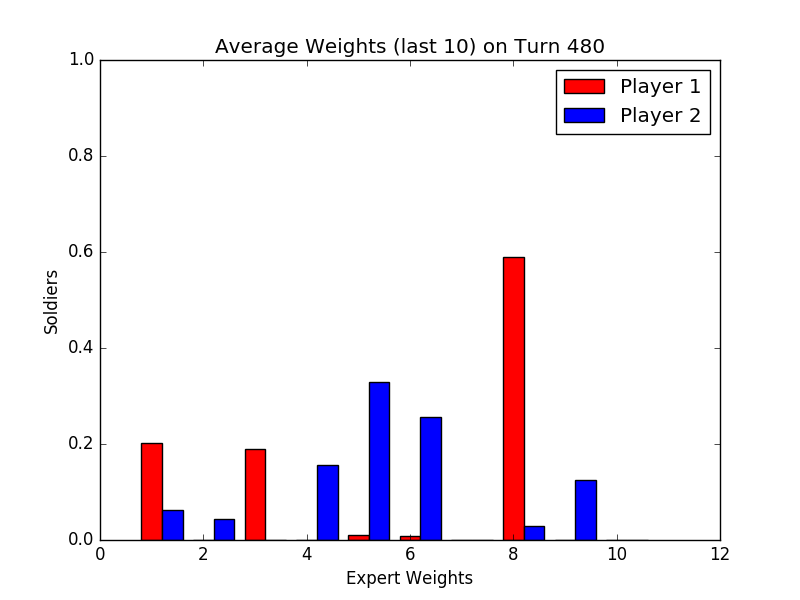 Average Weights (last 10) on Turn 480
1.0
Player 1
Player 2
0.8
0.6
Soldiers
0.4
0.2
0.0
0 2 4 6 8 10 12
Expert Weights